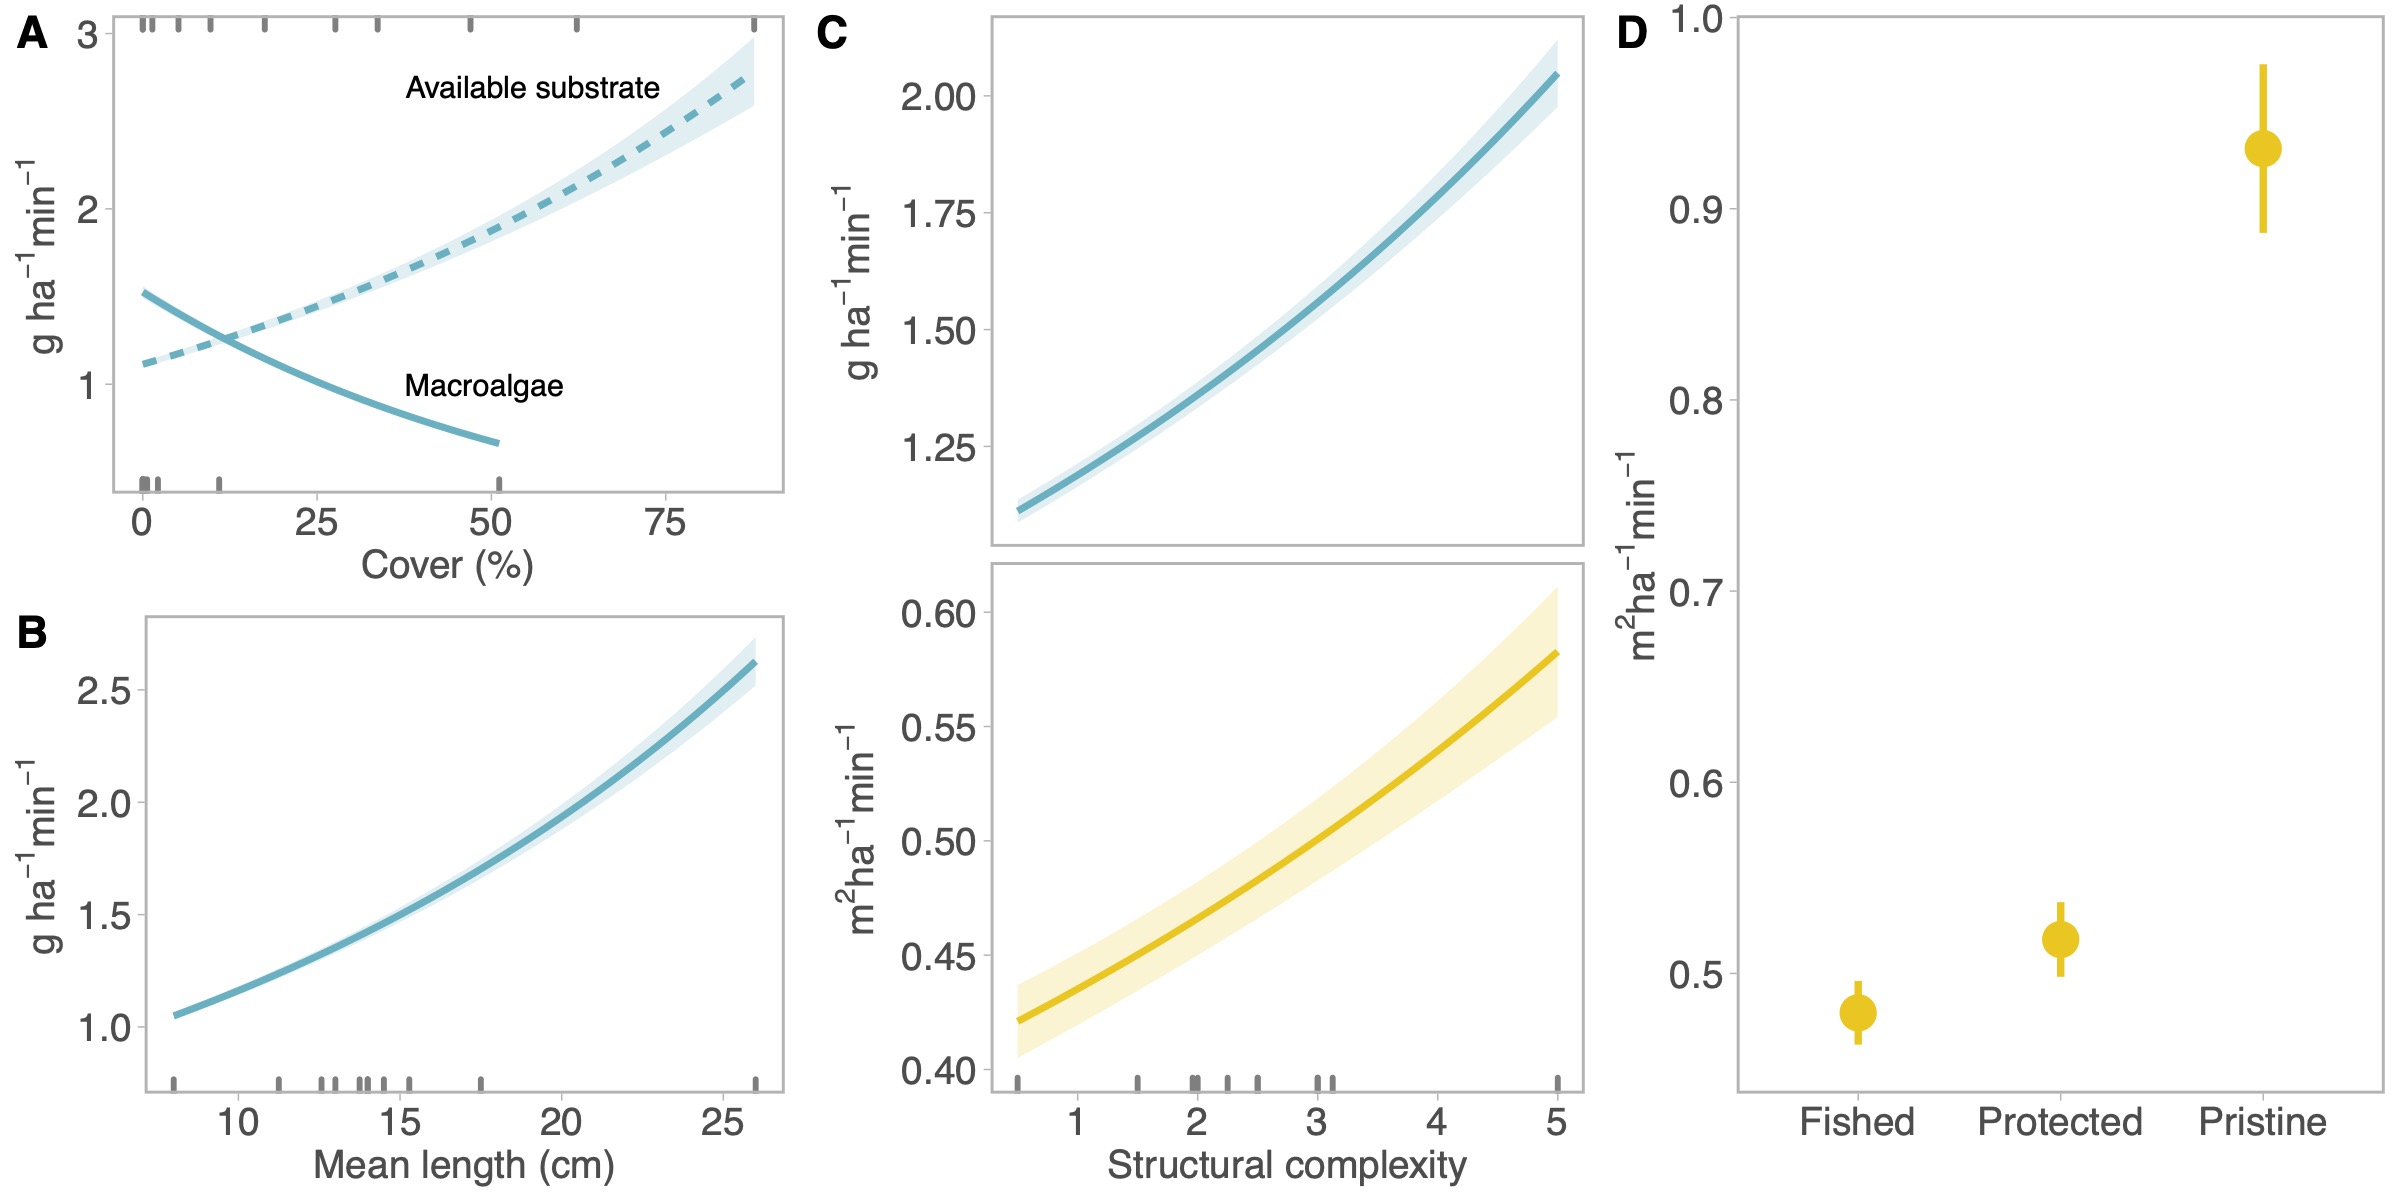 A
3
2
1
g ha⁻¹min⁻¹
Available substrate
Macroalgae
0 25 50 75
Cover (%)
B
2.5
2.0
1.5
1.0
g ha⁻¹min⁻¹
10 15 20 25
Mean length (cm)
C
2.00
1.75
1.50
1.25
g ha⁻¹min⁻¹
0.60
0.55
0.50
0.45
0.40
m²ha⁻¹min⁻¹
1 2 3 4 5
Structural complexity
D
1.0
0.9
0.8
0.7
0.6
0.5
m²ha⁻¹min⁻¹
Fished Protected Pristine